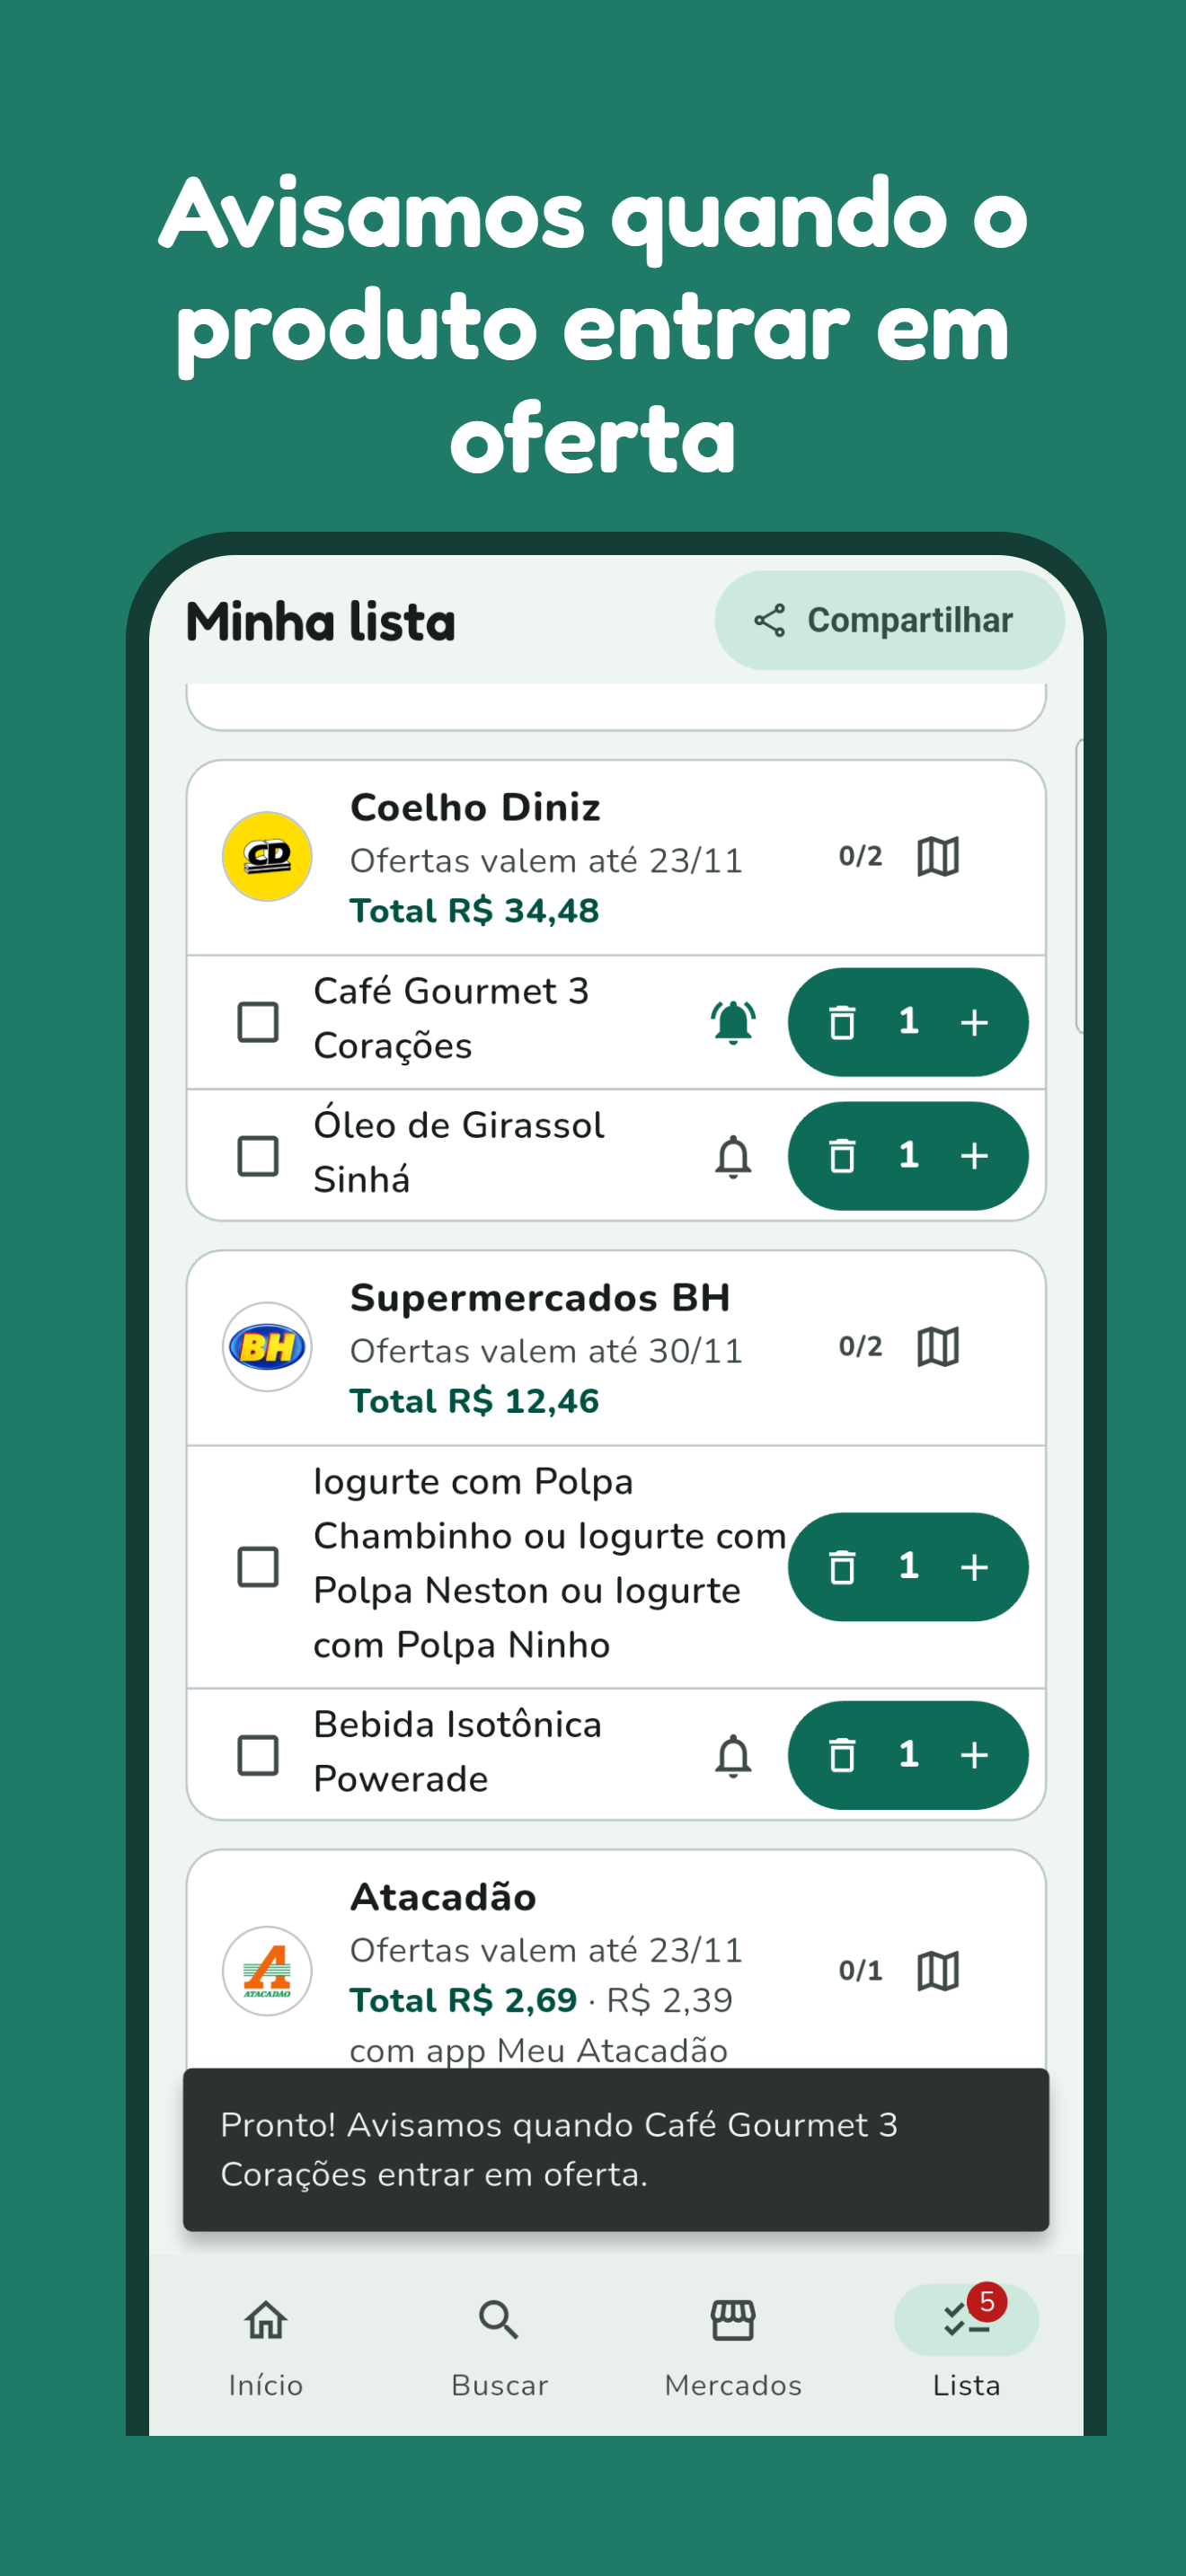 Avisamos quando o
produto entrar em
oferta
Minha lista
Compartilhar
CD
Coelho Diniz
Ofertas valem até 23/11
Total R$ 34,48
0/2
Café Gourmet 3
Corações
1
Óleo de Girassol
Sinhá
1
BH
Supermercados BH
Ofertas valem até 30/11
Total R$ 12,46
0/2
Iogurte com Polpa
Chambinho ou Iogurte com
Polpa Neston ou Iogurte
com Polpa Ninho
1
Bebida Isotônica
Powerade
1
ATACADÃO
Atacadão
Ofertas valem até 23/11
Total R$ 2,69 · R$ 2,39
com app Meu Atacadão
0/1
Pronto! Avisamos quando Café Gourmet 3
Corações entrar em oferta.
5
Início
Buscar
Mercados
Lista